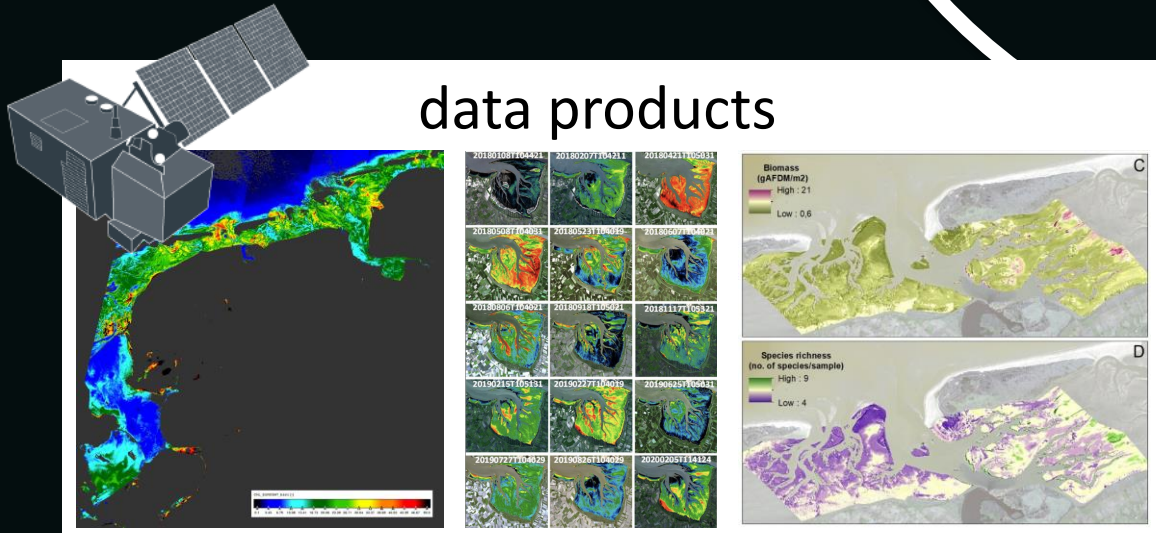 data products
20180108T104421 20180207T104211 20180421T105031
20180508T104031 20180523T104019 20180607T104021
20180806T104021 20180918T105021 20181117T105321
20190215T105131 20190227T104019 20190625T105031
20190727T104029 20190826T104029 20200205T114124
C
Biomass
(gAFDM/m2)
High : 21
Low : 0,6
D
Species richness
(no. of species/sample)
High : 9
Low : 4